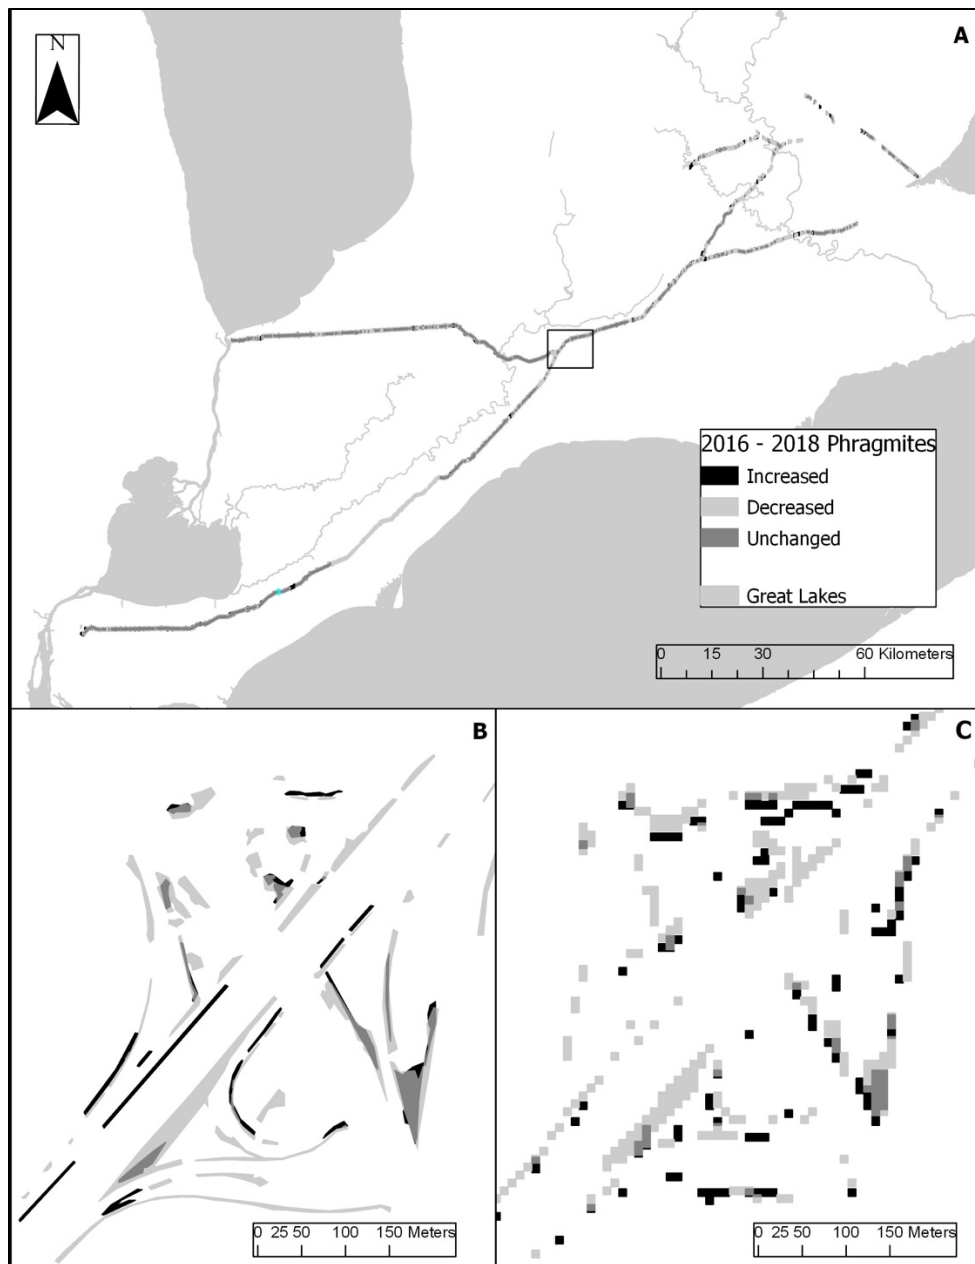 A
N
2016 - 2018 Phragmites
Increased
Decreased
Unchanged
Great Lakes
0 15 30 60 Kilometers
B
C
0 25 50 100 150 Meters
0 25 50 100 150 Meters